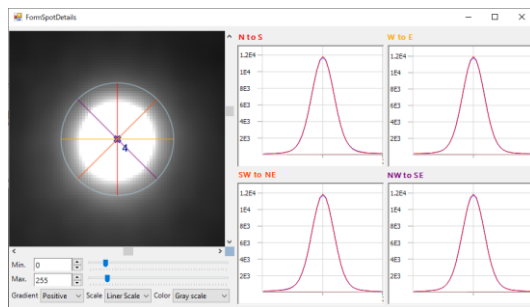 FormSpotDetails
N to S
W to E
1.2E4
1E4
8E3
6E3
4E3
2E3
1.2E4
1E4
8E3
6E3
4E3
2E3
4
SW to NE
NW to SE
1.2E4
1E4
8E3
6E3
4E3
2E3
1.2E4
1E4
8E3
6E3
4E3
2E3
Min. 0
Max. 255
Gradient Positive Scale Liner Scale Color Gray scale